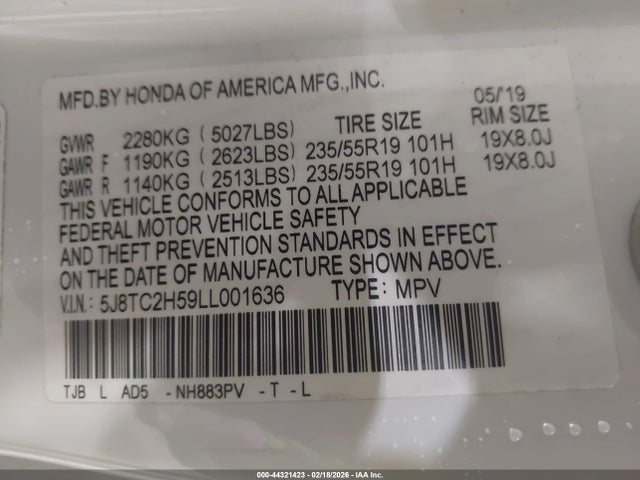 MFD.BY HONDA OF AMERICA MFG.,INC. 05/19
GVWR 2280KG (5027LBS) TIRE SIZE RIM SIZE
GAWR F 1190KG (2623LBS) 235/55R19 101H 19X8.0J
GAWR R 1140KG (2513LBS) 235/55R19 101H 19X8.0J
THIS VEHICLE CONFORMS TO ALL APPLICABLE
FEDERAL MOTOR VEHICLE SAFETY
AND THEFT PREVENTION STANDARDS IN EFFECT
ON THE DATE OF MANUFACTURE SHOWN ABOVE.
V.I.N.: 5J8TC2H59LL001636 TYPE: MPV
TJB L AD5 - NH883PV - T - L
000-44321423 - 02/18/2026 - IAA Inc.